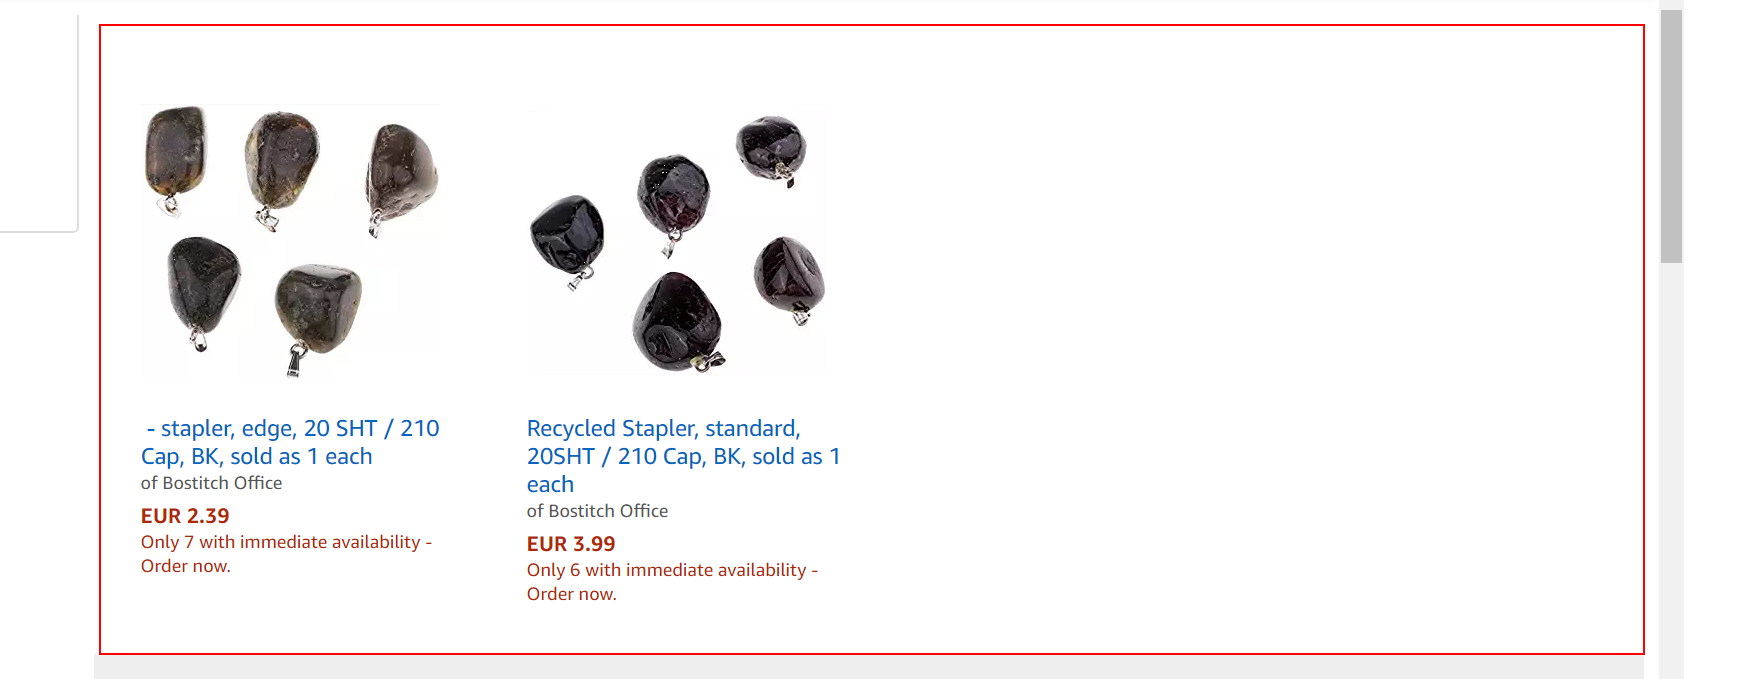 - stapler, edge, 20 SHT / 210
Cap, BK, sold as 1 each
of Bostitch Office
EUR 2.39
Only 7 with immediate availability -
Order now.
Recycled Stapler, standard,
20SHT / 210 Cap, BK, sold as 1
each
of Bostitch Office
EUR 3.99
Only 6 with immediate availability -
Order now.